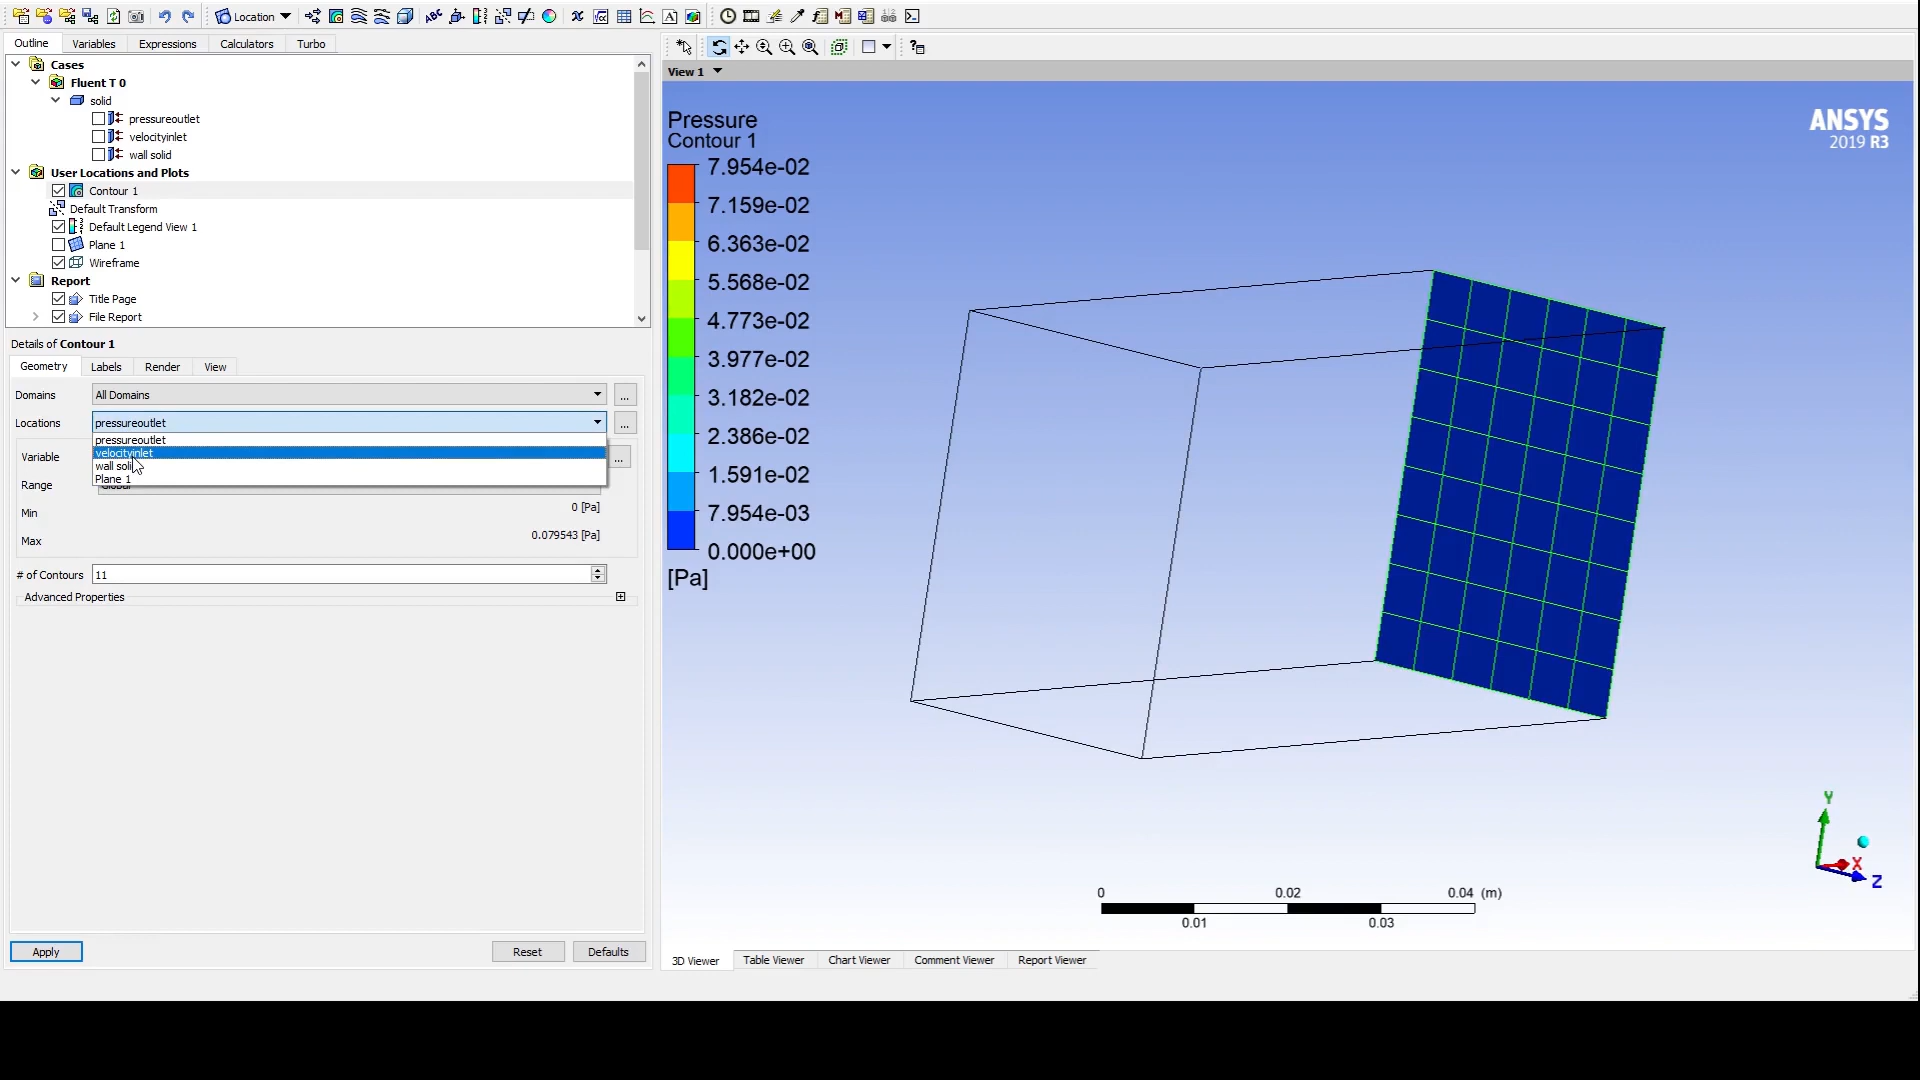 Location
Outline
Variables
Expressions
Calculators
Turbo
Cases
Fluent T 0
solid
pressureoutlet
velocityinlet
wall solid
User Locations and Plots
Contour 1
Default Transform
Default Legend View 1
Plane 1
Wireframe
Report
Title Page
File Report
Details of Contour 1
Geometry
Labels
Render
View
Domains
All Domains
...
Locations
pressureoutlet
...
pressureoutlet
velocityinlet
wall soli
Plane 1
Variable
...
Range
Min
0 [Pa]
Max
0.079543 [Pa]
# of Contours
11
Advanced Properties
Apply
Reset
Defaults
View 1
Pressure
Contour 1
7.954e-02
7.159e-02
6.363e-02
5.568e-02
4.773e-02
3.977e-02
3.182e-02
2.386e-02
1.591e-02
7.954e-03
0.000e+00
[Pa]
ANSYS
2019 R3
Y
X
Z
0
0.02
0.04 (m)
0.01
0.03
3D Viewer
Table Viewer
Chart Viewer
Comment Viewer
Report Viewer